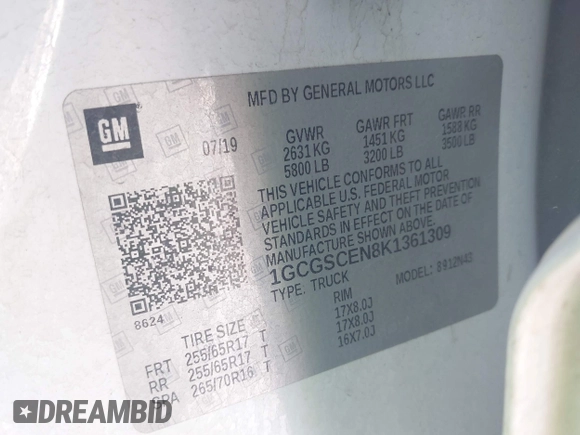 MFD BY GENERAL MOTORS LLC
GM
07/19
GVWR GAWR FRT GAWR RR
2631 KG 1451 KG 1588 KG
5800 LB 3200 LB 3500 LB
THIS VEHICLE CONFORMS TO ALL
APPLICABLE U.S. FEDERAL MOTOR
VEHICLE SAFETY AND THEFT PREVENTION
STANDARDS IN EFFECT ON THE DATE OF
MANUFACTURE SHOWN ABOVE.
1GCGSCEN8K1361309
TYPE: TRUCK MODEL: 8912N43
8624
TIRE SIZE RIM
FRT 255/65R17 T 17X8.0J
RR 255/65R17 T 17X8.0J
SPA 265/70R16 T 16X7.0J
DREAMBID